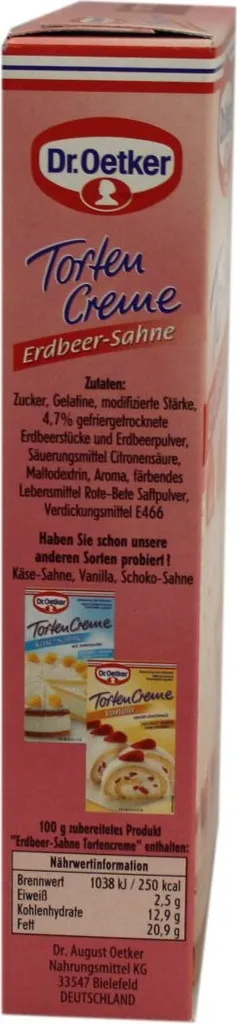 Dr.Oetker
Torten
Creme
Erdbeer-Sahne
Zutaten:
Zucker, Gelatine, modifizierte Stärke,
4,7% gefriergetrocknete
Erdbeerstücke und Erdbeerpulver,
Säuerungsmittel Citronensäure,
Maltodextrin, Aroma, färbendes
Lebensmittel Rote-Bete Saftpulver,
Verdickungsmittel E466
Haben Sie schon unsere
anderen Sorten probiert?
Käse-Sahne, Vanilla, Schoko-Sahne
Dr.Oetker
TortenCreme
Käse-Sahne
Dr.Oetker
TortenCreme
Vanilla
100 g zubereitetes Produkt
"Erdbeer-Sahne Tortencreme" enthalten:
Nährwertinformation
Brennwert 1038 kJ / 250 kcal
Eiweiß 2,5 g
Kohlenhydrate 12,9 g
Fett 20,9 g
Dr. August Oetker
Nahrungsmittel KG
33547 Bielefeld
DEUTSCHLAND